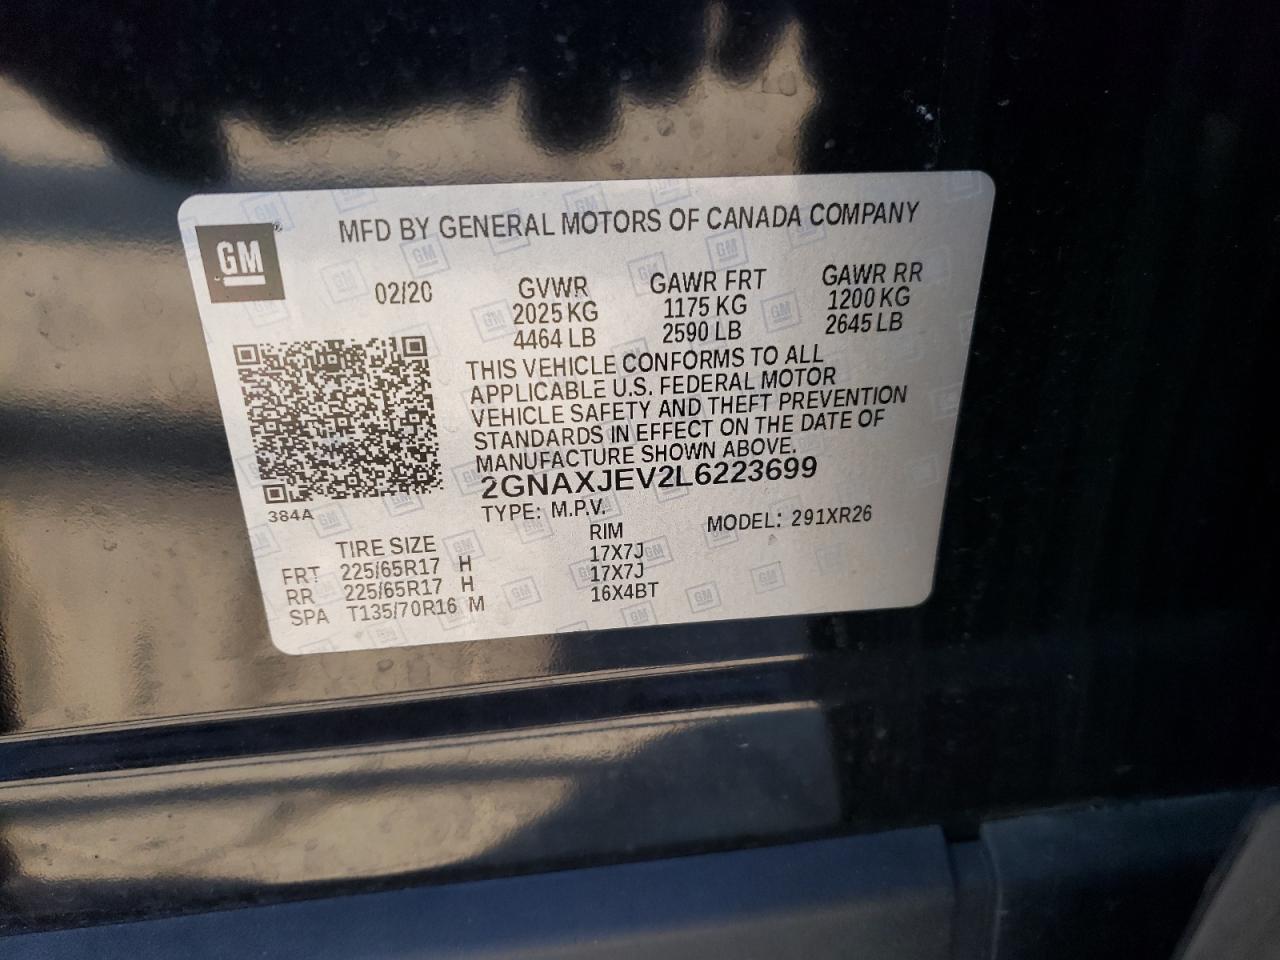 GM
MFD BY GENERAL MOTORS OF CANADA COMPANY
02/20 GVWR GAWR FRT GAWR RR
2025 KG 1175 KG 1200 KG
4464 LB 2590 LB 2645 LB
THIS VEHICLE CONFORMS TO ALL
APPLICABLE U.S. FEDERAL MOTOR
VEHICLE SAFETY AND THEFT PREVENTION
STANDARDS IN EFFECT ON THE DATE OF
MANUFACTURE SHOWN ABOVE.
2GNAXJEV2L6223699
384A
TYPE: M.P.V. MODEL: 291XR26
TIRE SIZE RIM
FRT 225/65R17 H 17X7J
RR 225/65R17 H 17X7J
SPA T135/70R16 M 16X4BT